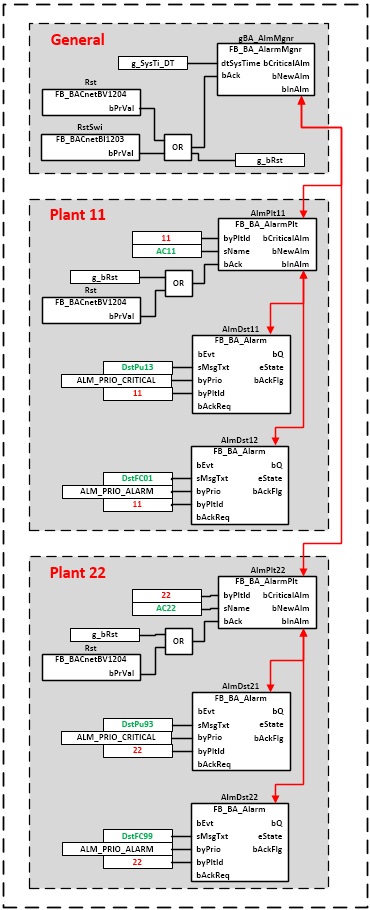 General
gBA_AlmMgnr
FB_BA_AlarmMgnr
g_SysTi_DT
dtSysTime bCriticalAlm
bAck bNewAlm
bInAlm
Rst
FB_BACnetBV1204
bPrVal
RstSwi
FB_BACnetBI1203
bPrVal
OR
g_bRst
Plant 11
AlmPlt11
FB_BA_AlarmPlt
11
byPltId bCriticalAlm
AC11
sName bNewAlm
bAck bInAlm
g_bRst
Rst
OR
FB_BACnetBV1204
bPrVal
AlmDst11
FB_BA_Alarm
bEvt bQ
DstPu13
sMsgTxt eState
ALM_PRIO_CRITICAL
byPrio bAckFlg
11
byPltId
bAckReq
AlmDst12
FB_BA_Alarm
bEvt bQ
DstFC01
sMsgTxt eState
ALM_PRIO_ALARM
byPrio bAckFlg
11
byPltId
bAckReq
Plant 22
AlmPlt22
FB_BA_AlarmPlt
22
byPltId bCriticalAlm
AC22
sName bNewAlm
bAck bInAlm
g_bRst
Rst
OR
FB_BACnetBV1204
bPrVal
AlmDst21
FB_BA_Alarm
bEvt bQ
DstPu93
sMsgTxt eState
ALM_PRIO_CRITICAL
byPrio bAckFlg
22
byPltId
bAckReq
AlmDst22
FB_BA_Alarm
bEvt bQ
DstFC99
sMsgTxt eState
ALM_PRIO_ALARM
byPrio bAckFlg
22
byPltId
bAckReq